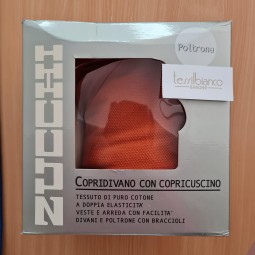 Poltrona
tessilbianco
ZUCCHI
COPRIDIVANO CON COPRICUSCINO
TESSUTO DI PURO COTONE
A DOPPIA ELASTICITA'
VESTE E ARREDA CON FACILITA'
DIVANI E POLTRONE CON BRACCIOLI